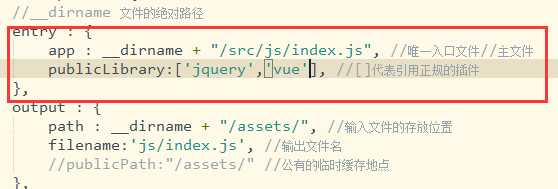 //__dirname 文件的绝对路径
entry : {
app : __dirname + "/src/js/index.js", //唯一入口文件//主文件
publicLibrary:['jquery','vue'], //[]代表引用正规的插件
},
output : {
path : __dirname + "/assets/", //输入文件的存放位置
filename:'js/index.js', //输出文件名
//publicPath:"/assets/" //公有的临时缓存地点
},